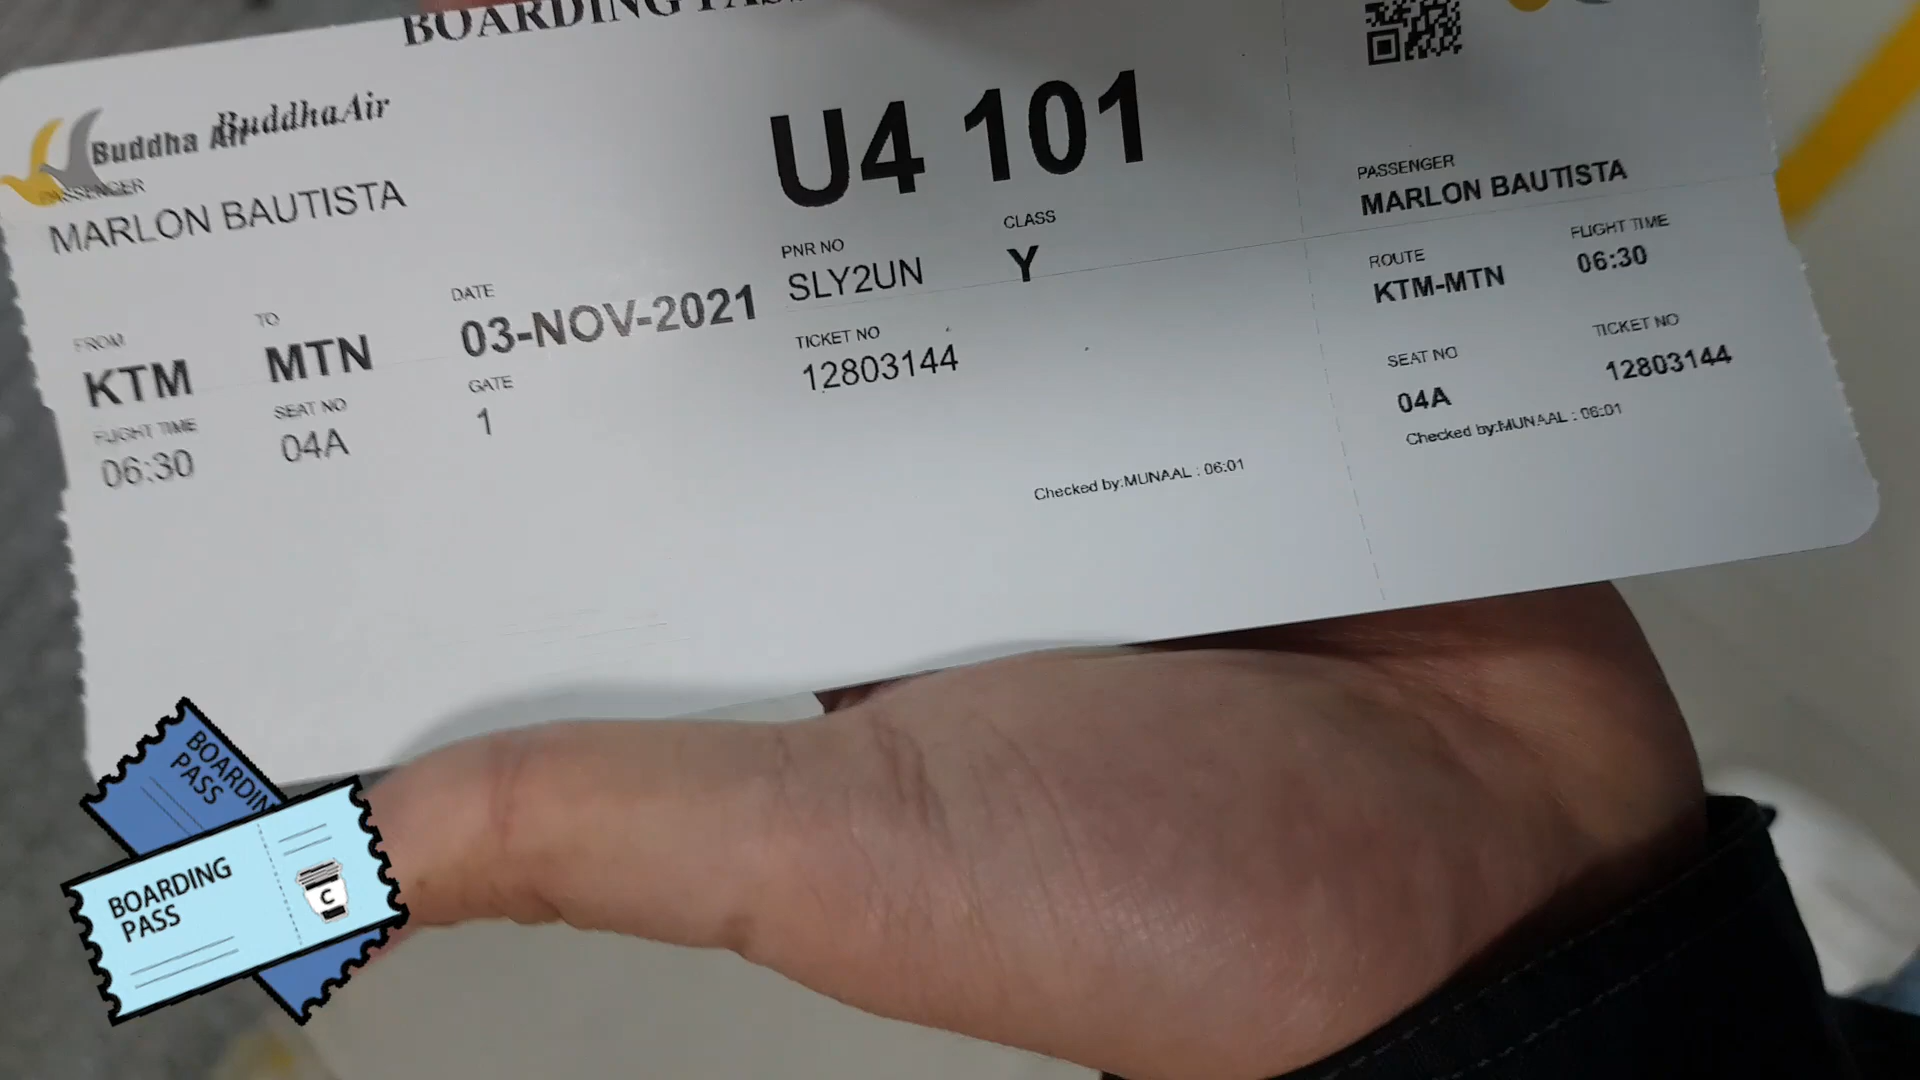 BOARDING PASS
Buddha Air
BuddhaAir
U4 101
PASSENGER
MARLON BAUTISTA
FROM
KTM
TO
MTN
DATE
03-NOV-2021
PNR NO
SLY2UN
CLASS
Y
FLIGHT TIME
06:30
SEAT NO
04A
GATE
1
TICKET NO
12803144
Checked by:MUNAAL : 06:01
PASSENGER
MARLON BAUTISTA
ROUTE
KTM-MTN
FLIGHT TIME
06:30
SEAT NO
04A
TICKET NO
12803144
Checked by:MUNAAL : 06:01
BOARDING
PASS
BOARDING
PASS
C